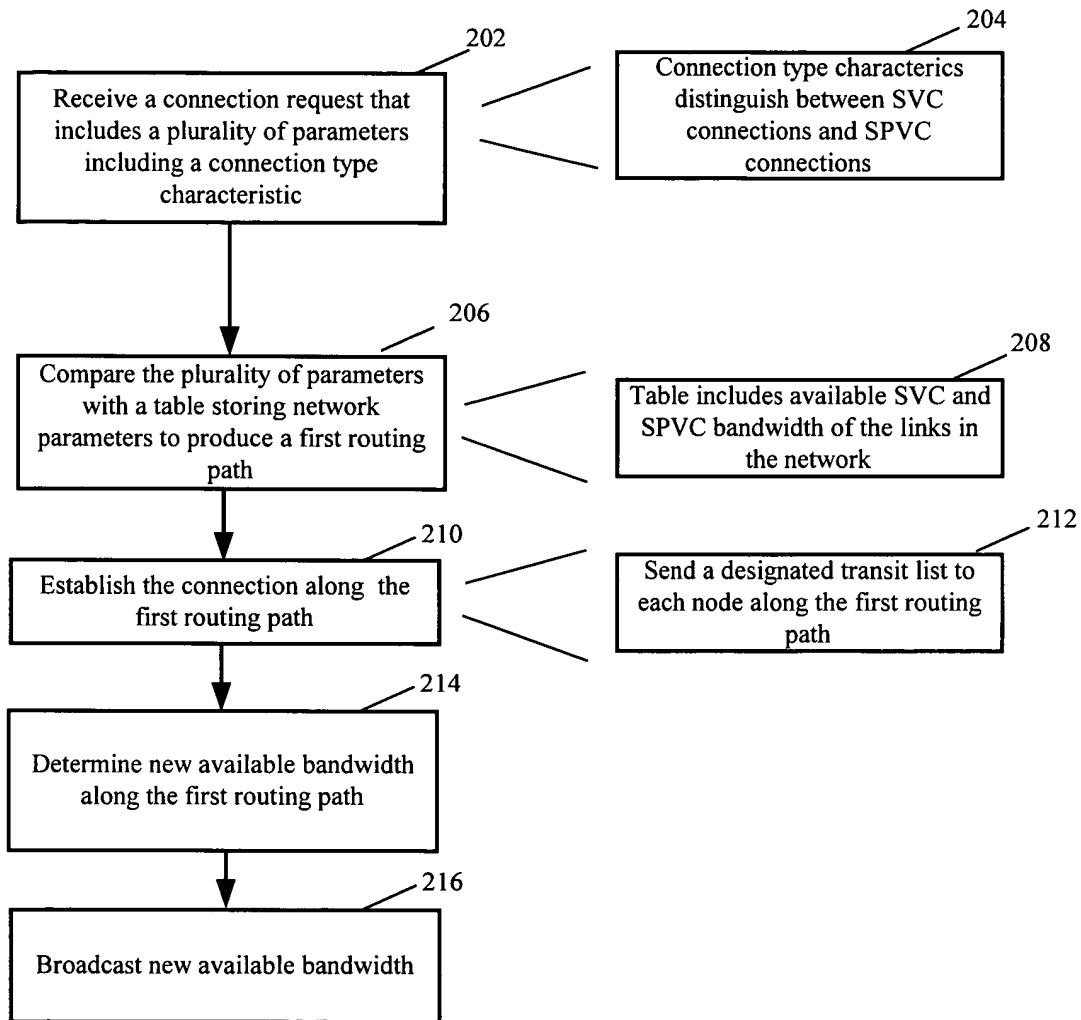 202
Receive a connection request that
includes a plurality of parameters
including a connection type
characteristic
204
Connection type characterics
distinguish between SVC
connections and SPVC
connections
206
Compare the plurality of parameters
with a table storing network
parameters to produce a first routing
path
208
Table includes available SVC and
SPVC bandwidth of the links in
the network
210
Establish the connection along the
first routing path
212
Send a designated transit list to
each node along the first routing
path
214
Determine new available bandwidth
along the first routing path
216
Broadcast new available bandwidth